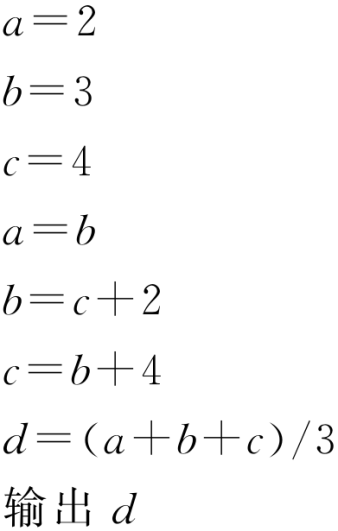 a=2
b=3
c=4
a=b
b=c+2
c=b+4
d=(a+b+c)/3
输出 d